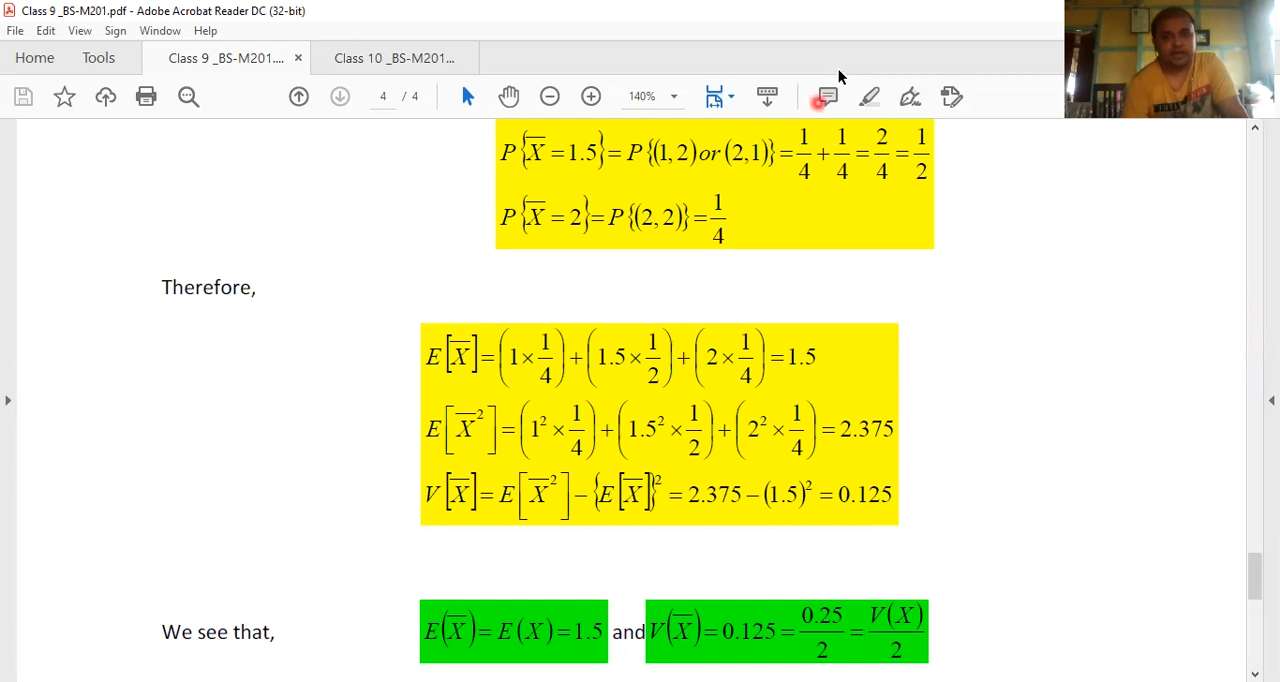 Class 9 _BS-M201.pdf - Adobe Acrobat Reader DC (32-bit)
File Edit View Sign Window Help
Home Tools Class 9 _BS-M201.... × Class 10 _BS-M201...
4 / 4 140%
P{X̅ = 1.5} = P{(1, 2) or (2, 1)} = 1/4 + 1/4 = 2/4 = 1/2
P{X̅ = 2} = P{(2, 2)} = 1/4
Therefore,
E[X̅] = (1 × 1/4) + (1.5 × 1/2) + (2 × 1/4) = 1.5
E[X̅²] = (1² × 1/4) + (1.5² × 1/2) + (2² × 1/4) = 2.375
V[X̅] = E[X̅²] − {E[X̅]}² = 2.375 − (1.5)² = 0.125
We see that, E(X̅) = E(X) = 1.5 and V(X̅) = 0.125 = 0.25/2 = V(X)/2